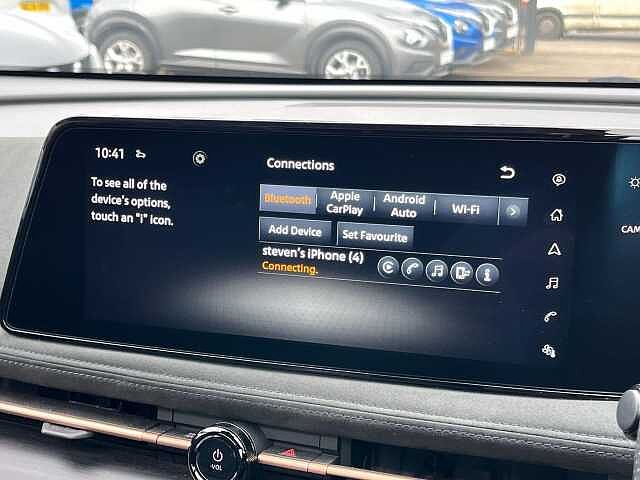 10:41
Connections
To see all of the
device's options,
touch an "i" icon.
Bluetooth
Apple
CarPlay
Android
Auto
Wi-Fi
Add Device
Set Favourite
steven's iPhone (4)
Connecting.
CAM
-VOL